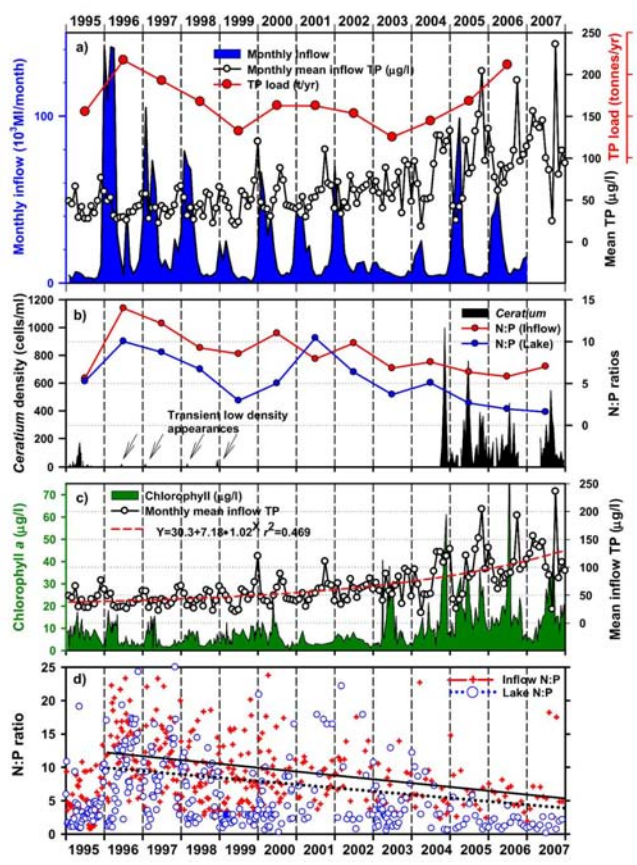 1995 1996 1997 1998 1999 2000 2001 2002 2003 2004 2005 2006 2007
a)
Monthly inflow
Monthly mean inflow TP (µg/l)
TP load (t/yr)
Monthly inflow (10³Ml/month)
100
0
TP load (tonnes/yr)
Mean TP (µg/l)
250
200
150
100
50
0
b)
Ceratium
N:P (Inflow)
N:P (Lake)
Transient low density
appearances
Ceratium density (cells/ml)
1200
1000
800
600
400
200
0
N:P ratios
15
10
5
0
c)
Chlorophyll (µg/l)
Monthly mean inflow TP
Y=30.3+7.18*1.02^X r²=0.469
Chlorophyll a (µg/l)
70
60
50
40
30
20
10
0
Mean inflow TP (µg/l)
250
200
150
100
50
0
d)
Inflow N:P
Lake N:P
N:P ratio
25
20
15
10
5
0
1995 1996 1997 1998 1999 2000 2001 2002 2003 2004 2005 2006 2007